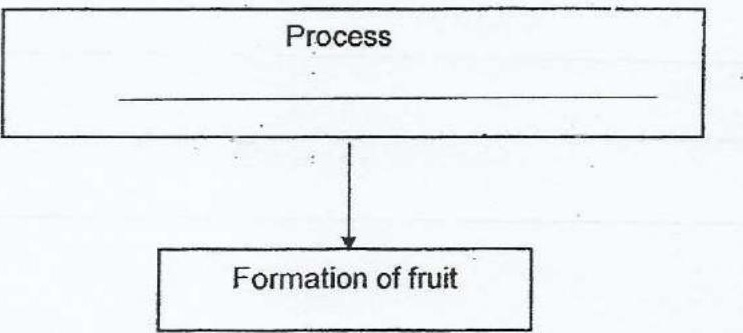 Process
Formation of fruit